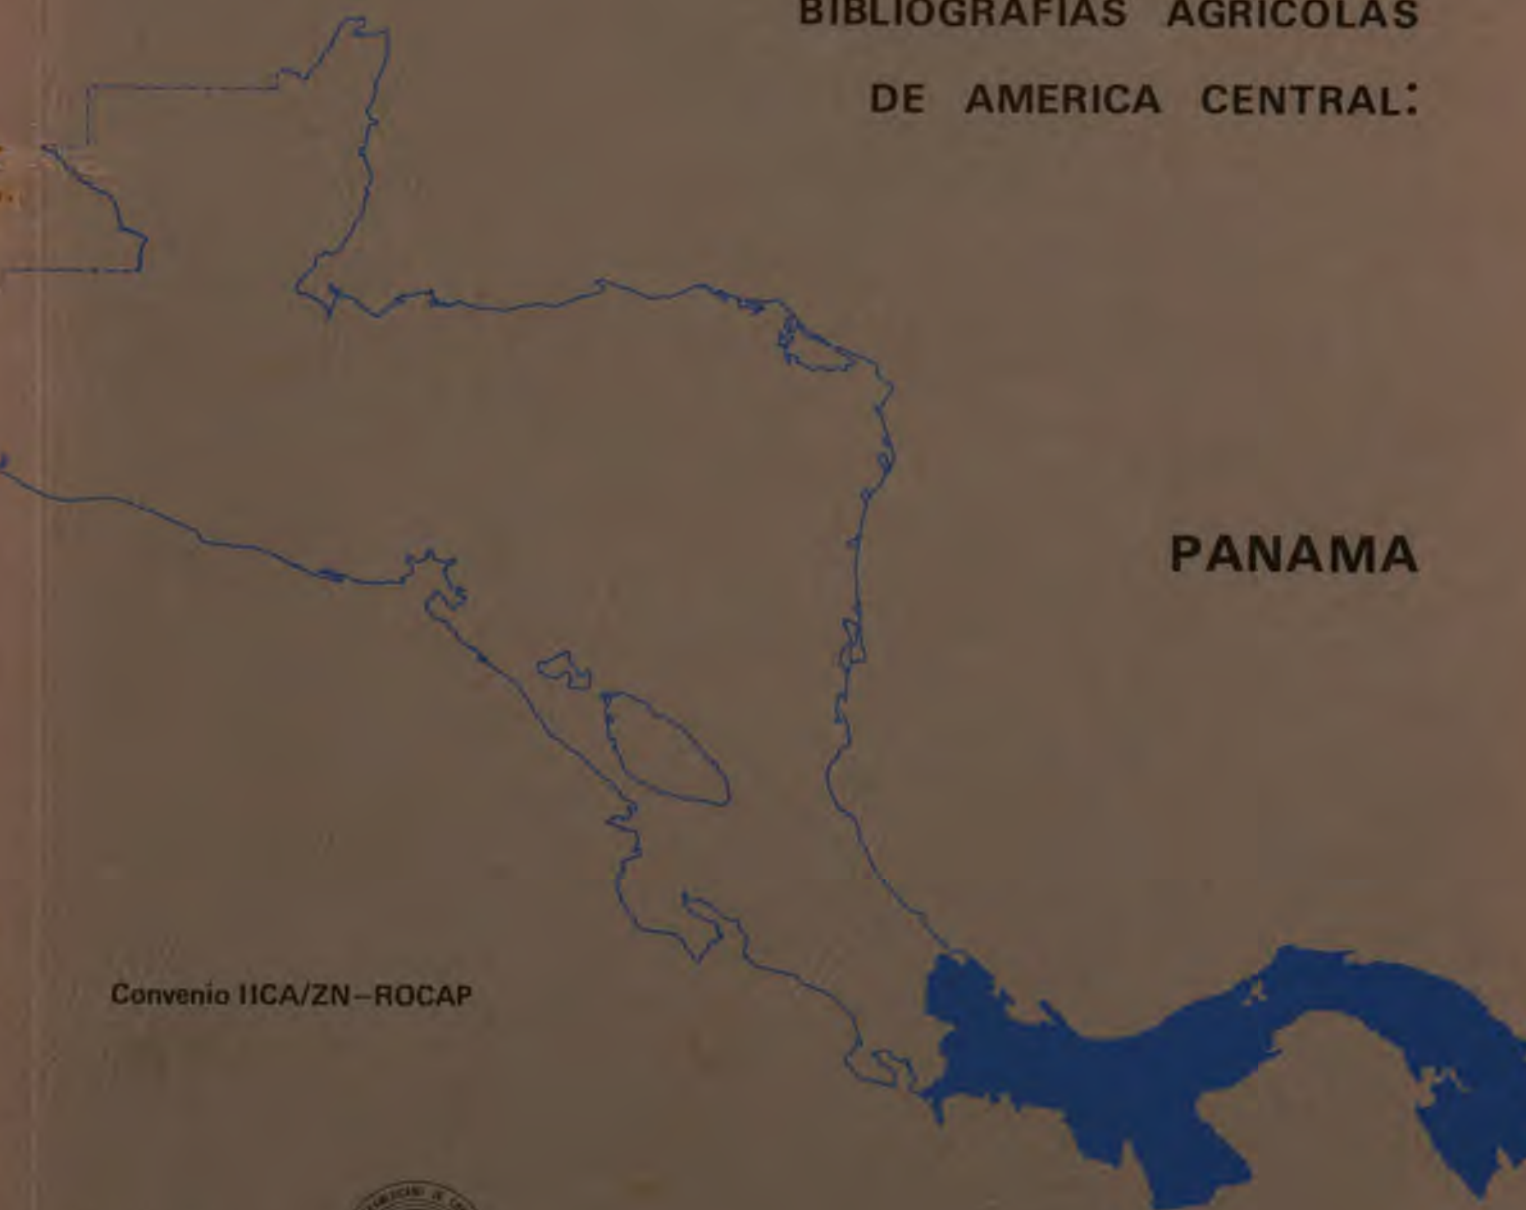 BIBLIOGRAFIAS AGRICOLAS
DE AMERICA CENTRAL:
PANAMA
Convenio IICA/ZN-ROCAP